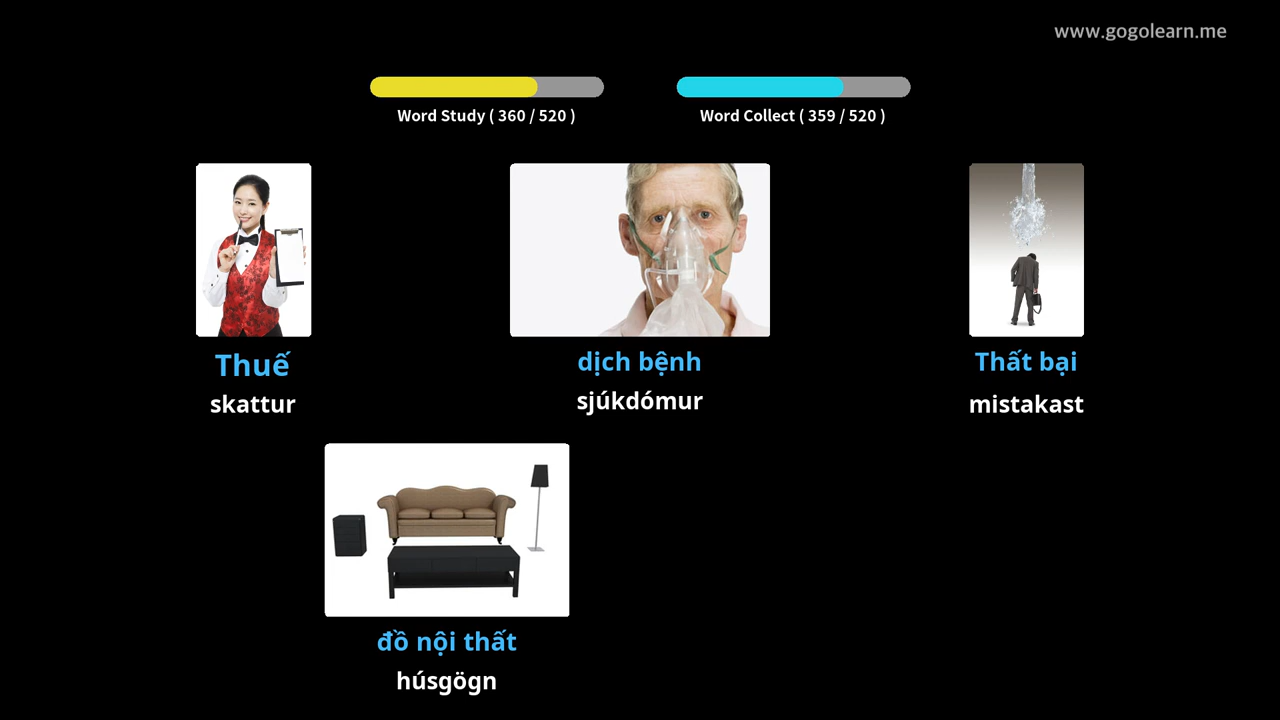 www.gogolearn.me
Word Study ( 360 / 520 )
Word Collect ( 359 / 520 )
Thuế
skattur
dịch bệnh
sjúkdómur
Thất bại
mistakast
đồ nội thất
húsgögn